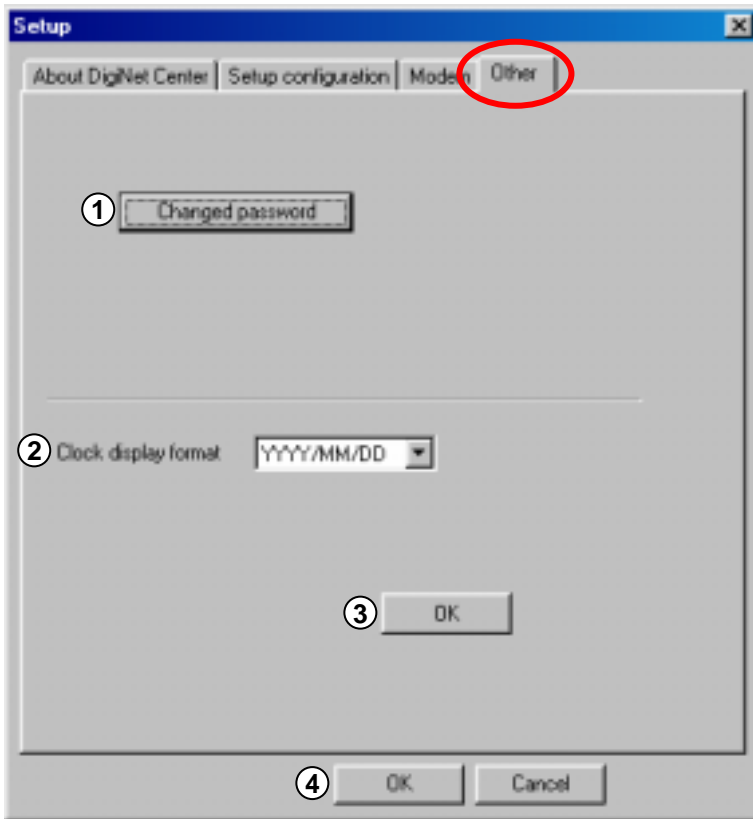 Setup
About DigiNet Center Setup configuration Modem Other
1 Changed password
2 Clock display format YYYY/MM/DD
3 OK
4 OK Cancel